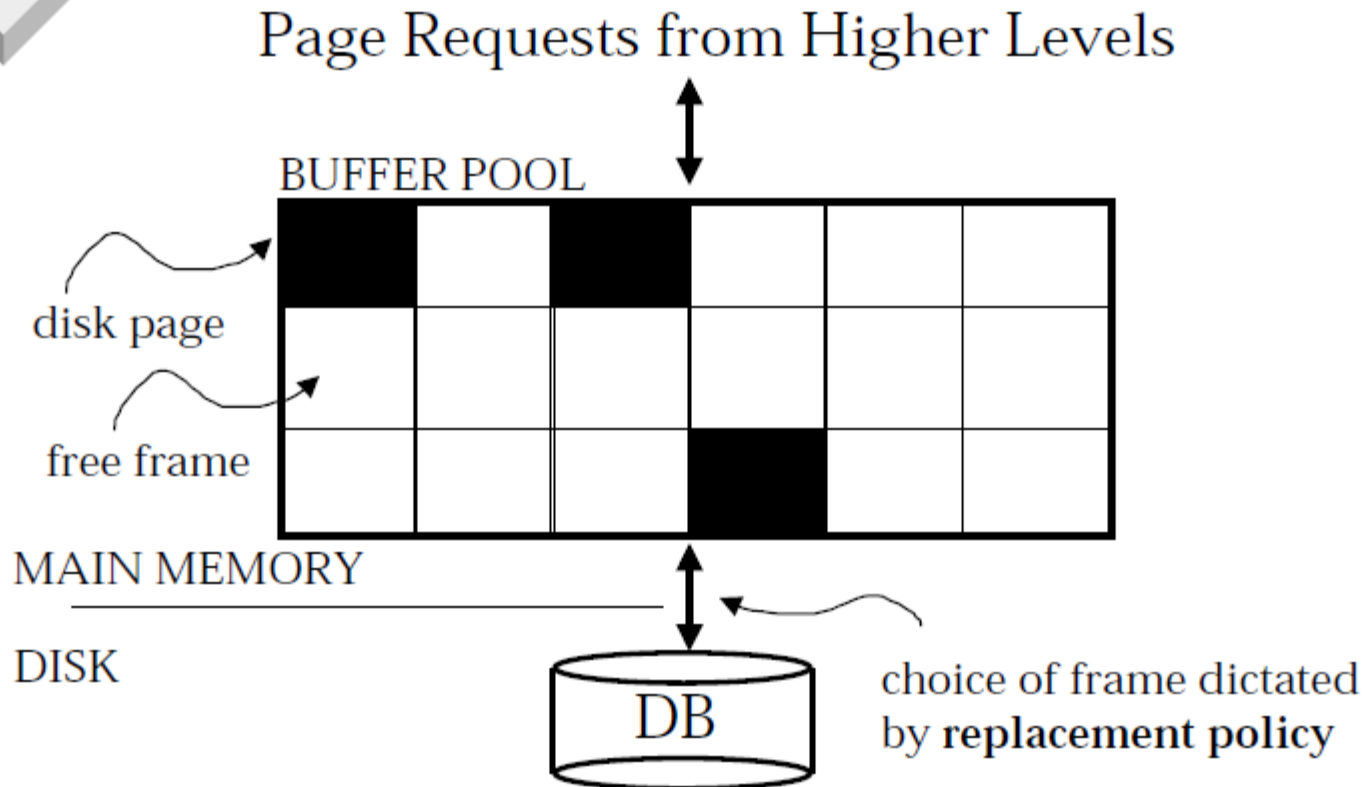 Page Requests from Higher Levels
BUFFER POOL
disk page
free frame
MAIN MEMORY
DISK
DB
choice of frame dictated
by replacement policy